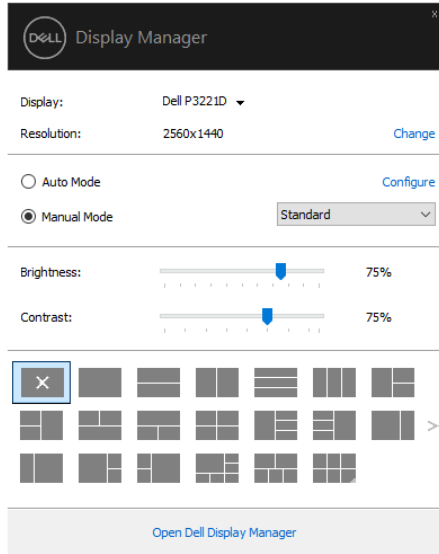 x
DELL Display Manager
Display: Dell P3221D
Resolution: 2560x1440 Change
Auto Mode Configure
Manual Mode Standard
Brightness: 75%
Contrast: 75%
Open Dell Display Manager